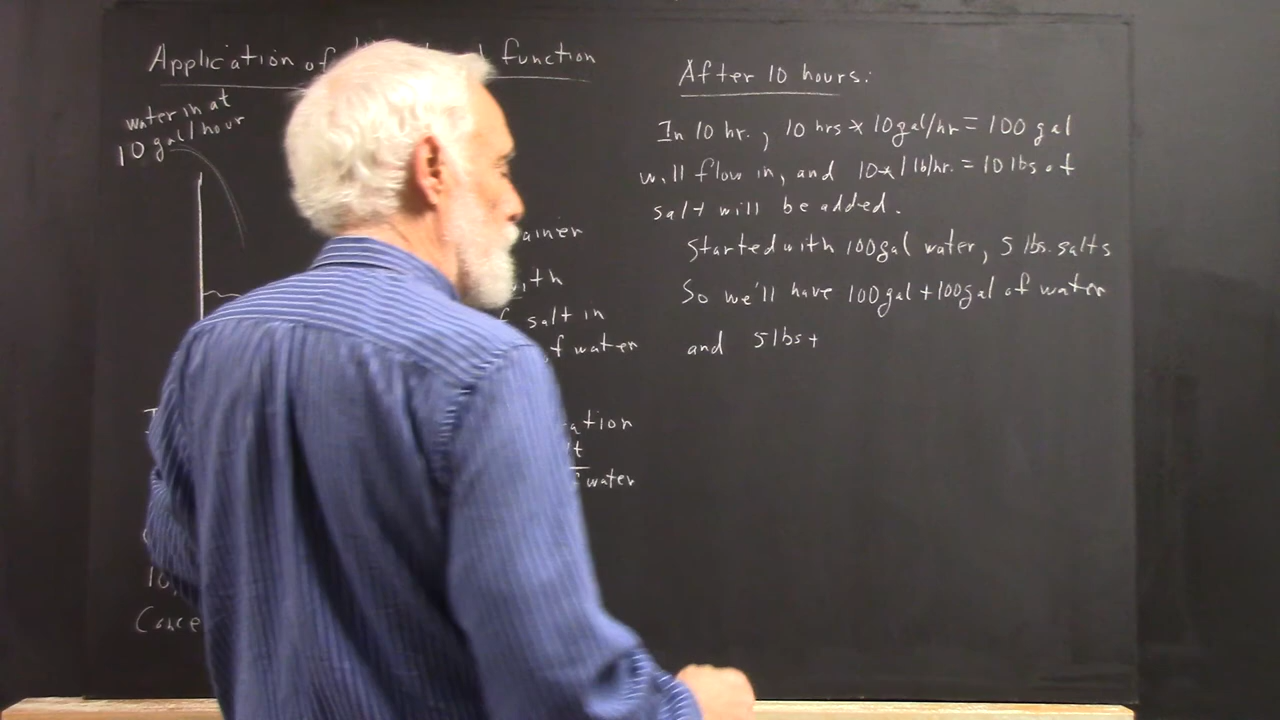 Application of function
water in at
10 gal/hour
ainer
with
f salt in
of water
ation
f water
10,
Conce
After 10 hours:
In 10 hr., 10 hrs × 10 gal/hr = 100 gal
will flow in, and 10 × 1 lb/hr. = 10 lbs of
salt will be added.
Started with 100 gal water, 5 lbs. salts
So we'll have 100 gal + 100 gal of water
and 5 lbs +